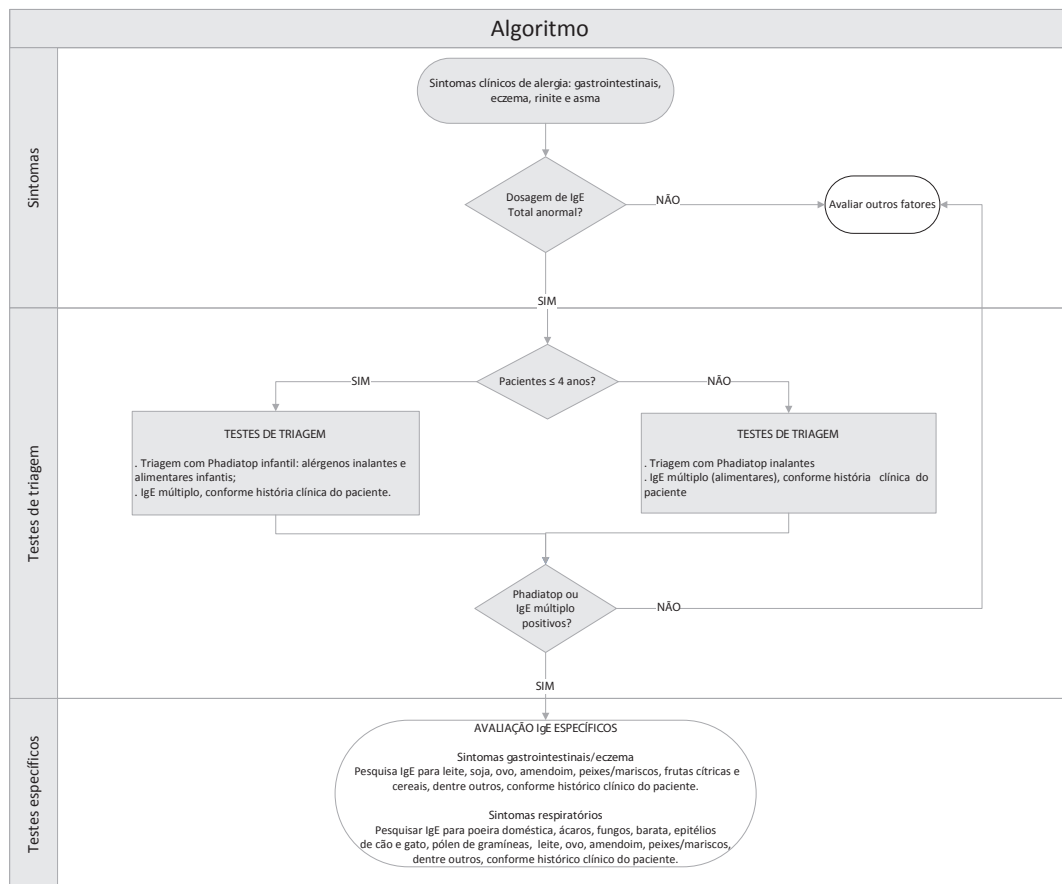 Algoritmo
Sintomas
Sintomas clínicos de alergia: gastrointestinais,
eczema, rinite e asma
Dosagem de IgE
Total anormal?
NÃO
Avaliar outros fatores
SIM
Testes de triagem
Pacientes ≤ 4 anos?
SIM
NÃO
TESTES DE TRIAGEM
. Triagem com Phadiatop infantil: alérgenos inalantes e
alimentares infantis;
. IgE múltiplo, conforme história clínica do paciente.
TESTES DE TRIAGEM
. Triagem com Phadiatop inalantes
. IgE múltiplo (alimentares), conforme história clínica do
paciente
Phadiatop ou
IgE múltiplo
positivos?
NÃO
SIM
Testes específicos
AVALIAÇÃO IgE ESPECÍFICOS
Sintomas gastrointestinais/eczema
Pesquisa IgE para leite, soja, ovo, amendoim, peixes/mariscos, frutas cítricas e
cereais, dentre outros, conforme histórico clínico do paciente.
Sintomas respiratórios
Pesquisar IgE para poeira doméstica, ácaros, fungos, barata, epitélios
de cão e gato, pólen de gramíneas, leite, ovo, amendoim, peixes/mariscos,
dentre outros, conforme histórico clínico do paciente.